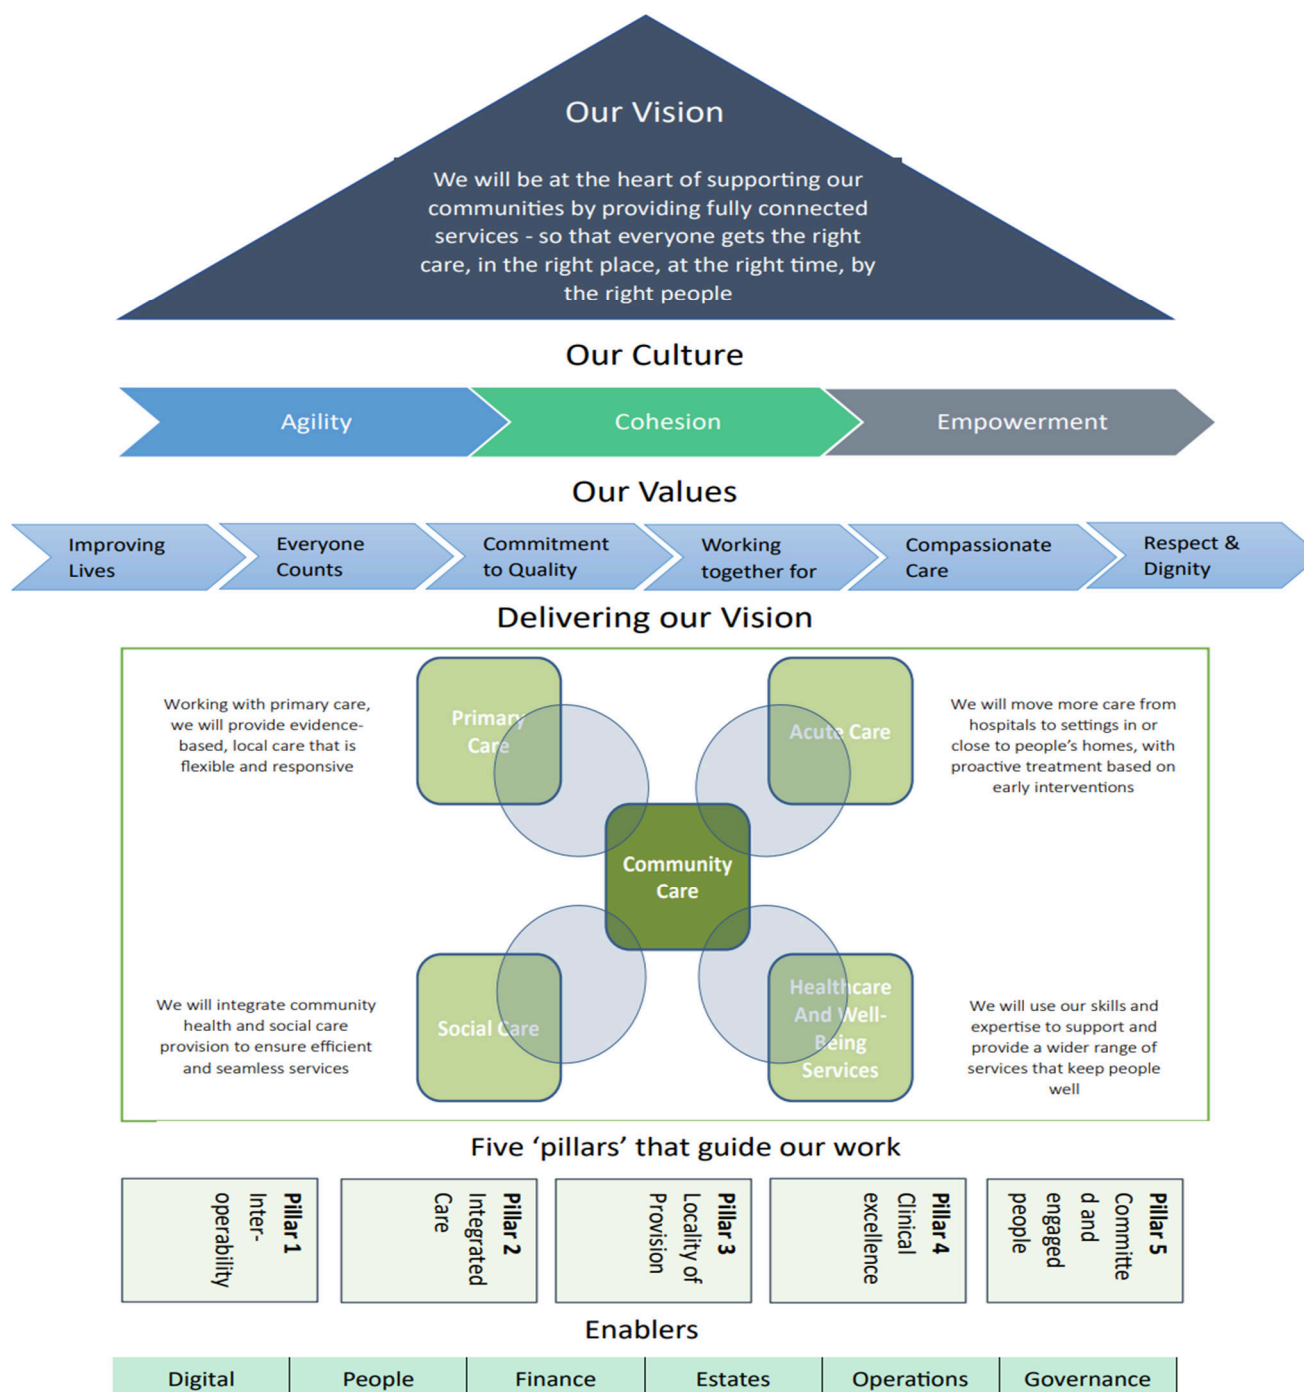 Our Vision
We will be at the heart of supporting our
communities by providing fully connected
services - so that everyone gets the right
care, in the right place, at the right time, by
the right people
Our Culture
Agility
Cohesion
Empowerment
Our Values
Improving
Lives
Everyone
Counts
Commitment
to Quality
Working
together for
Compassionate
Care
Respect &
Dignity
Delivering our Vision
Working with primary care,
we will provide evidence-
based, local care that is
flexible and responsive
Primary
Care
Acute Care
We will move more care from
hospitals to settings in or
close to people’s homes, with
proactive treatment based on
early interventions
Community
Care
We will integrate community
health and social care
provision to ensure efficient
and seamless services
Social Care
Healthcare
And Well-
Being
Services
We will use our skills and
expertise to support and
provide a wider range of
services that keep people
well
Five ‘pillars’ that guide our work
Pillar 1
Inter-
operability
Pillar 2
Integrated
Care
Pillar 3
Locality of
Provision
Pillar 4
Clinical
excellence
Pillar 5
Committe
d and
engaged
people
Enablers
Digital
People
Finance
Estates
Operations
Governance